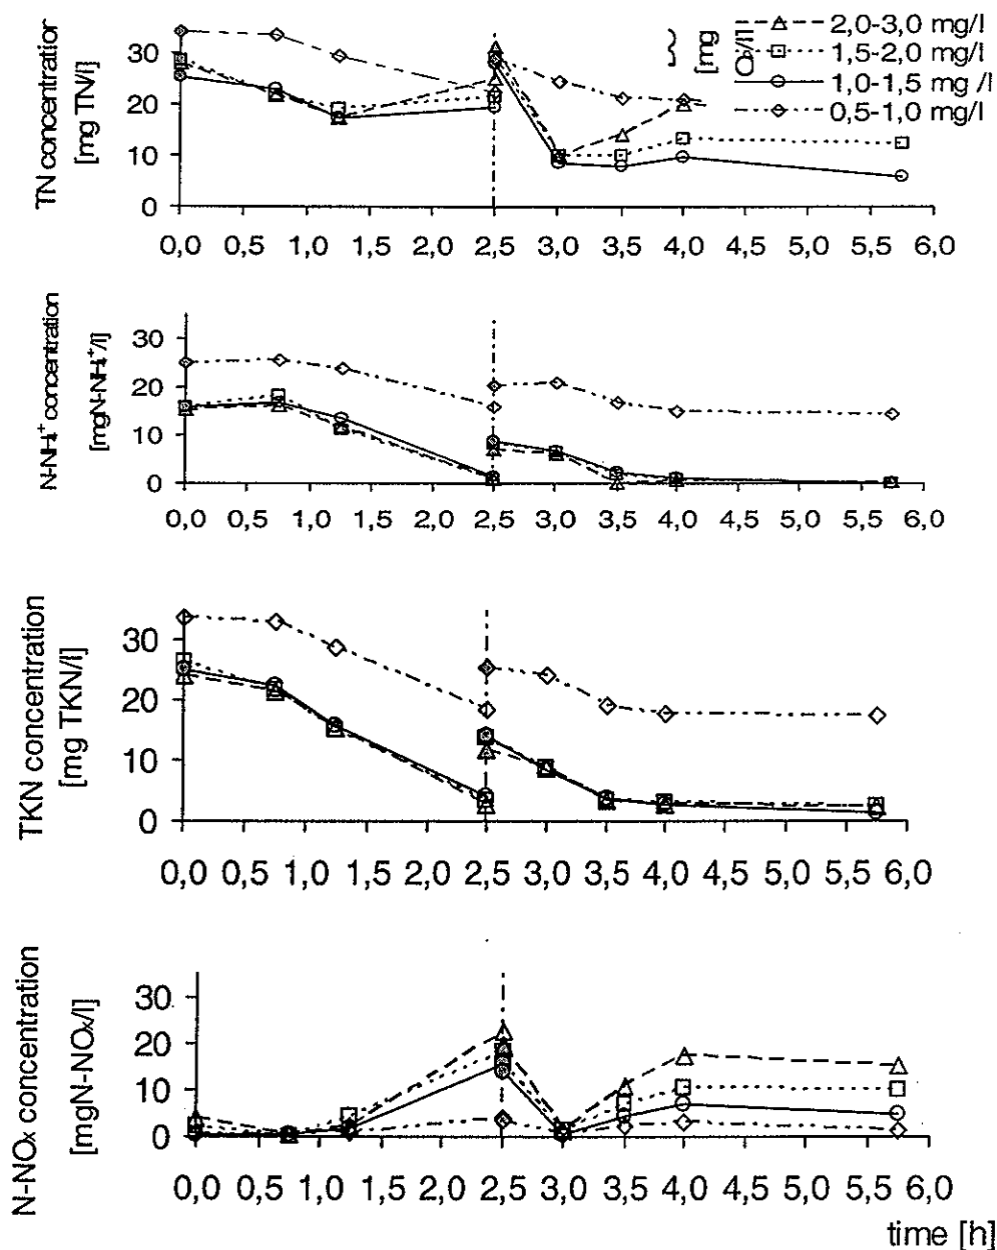 TN concentration
[mg TN/l]
30
20
10
0
0,0 0,5 1,0 1,5 2,0 2,5 3,0 3,5 4,0 4,5 5,0 5,5 6,0
[mg
O₂/l]
2,0-3,0 mg/l
1,5-2,0 mg/l
1,0-1,5 mg /l
0,5-1,0 mg/l
N-NH₄⁺ concentration
[mgN-NH₄⁺/l]
30
20
10
0
0,0 0,5 1,0 1,5 2,0 2,5 3,0 3,5 4,0 4,5 5,0 5,5 6,0
TKN concentration
[mg TKN/l]
30
20
10
0
0,0 0,5 1,0 1,5 2,0 2,5 3,0 3,5 4,0 4,5 5,0 5,5 6,0
N-NOx concentration
[mgN-NOx/l]
30
20
10
0
0,0 0,5 1,0 1,5 2,0 2,5 3,0 3,5 4,0 4,5 5,0 5,5 6,0
time [h]